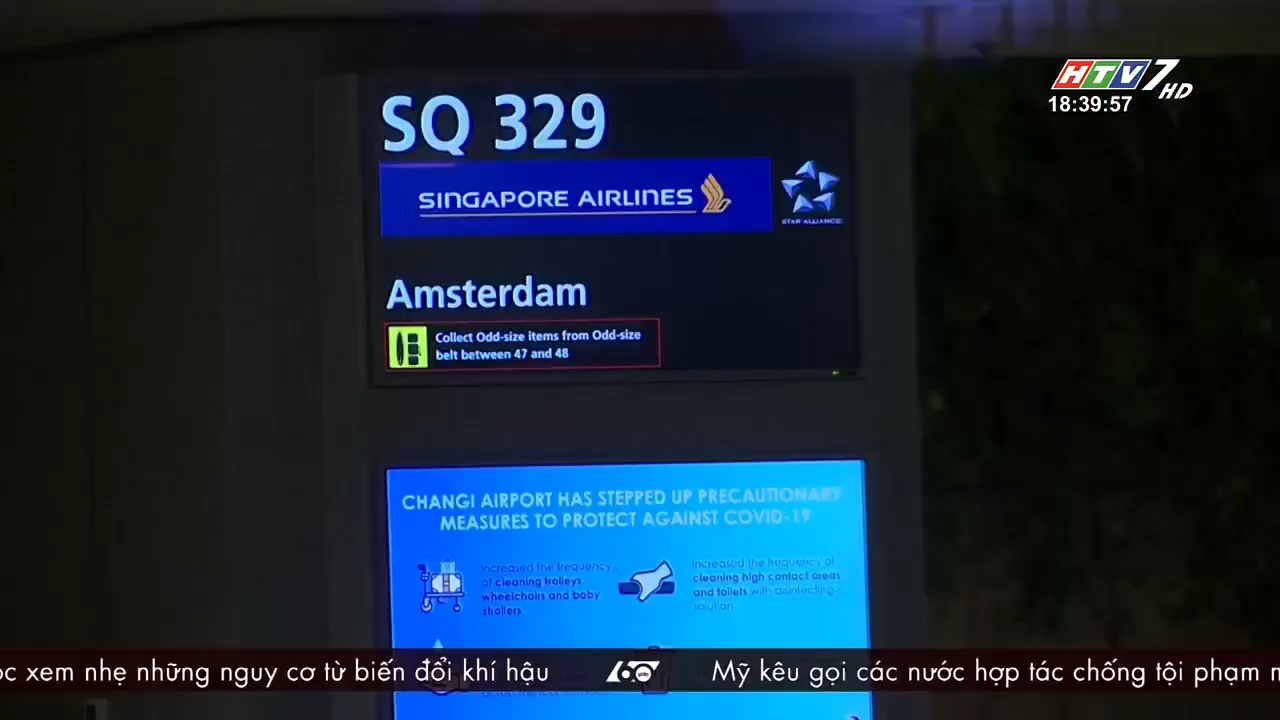 HTV7 HD
18:39:57
SQ 329
SINGAPORE AIRLINES
STAR ALLIANCE
Amsterdam
Collect Odd-size items from Odd-size
belt between 47 and 48
CHANGI AIRPORT HAS STEPPED UP PRECAUTIONARY
MEASURES TO PROTECT AGAINST COVID-19
Increased the frequency
of cleaning trolleys,
wheelchairs and baby
strollers
Increased the frequency of
cleaning high contact areas
and toilets with disinfecting
solution
xem nhẹ những nguy cơ từ biến đổi khí hậu
60 giây
Mỹ kêu gọi các nước hợp tác chống tội phạm